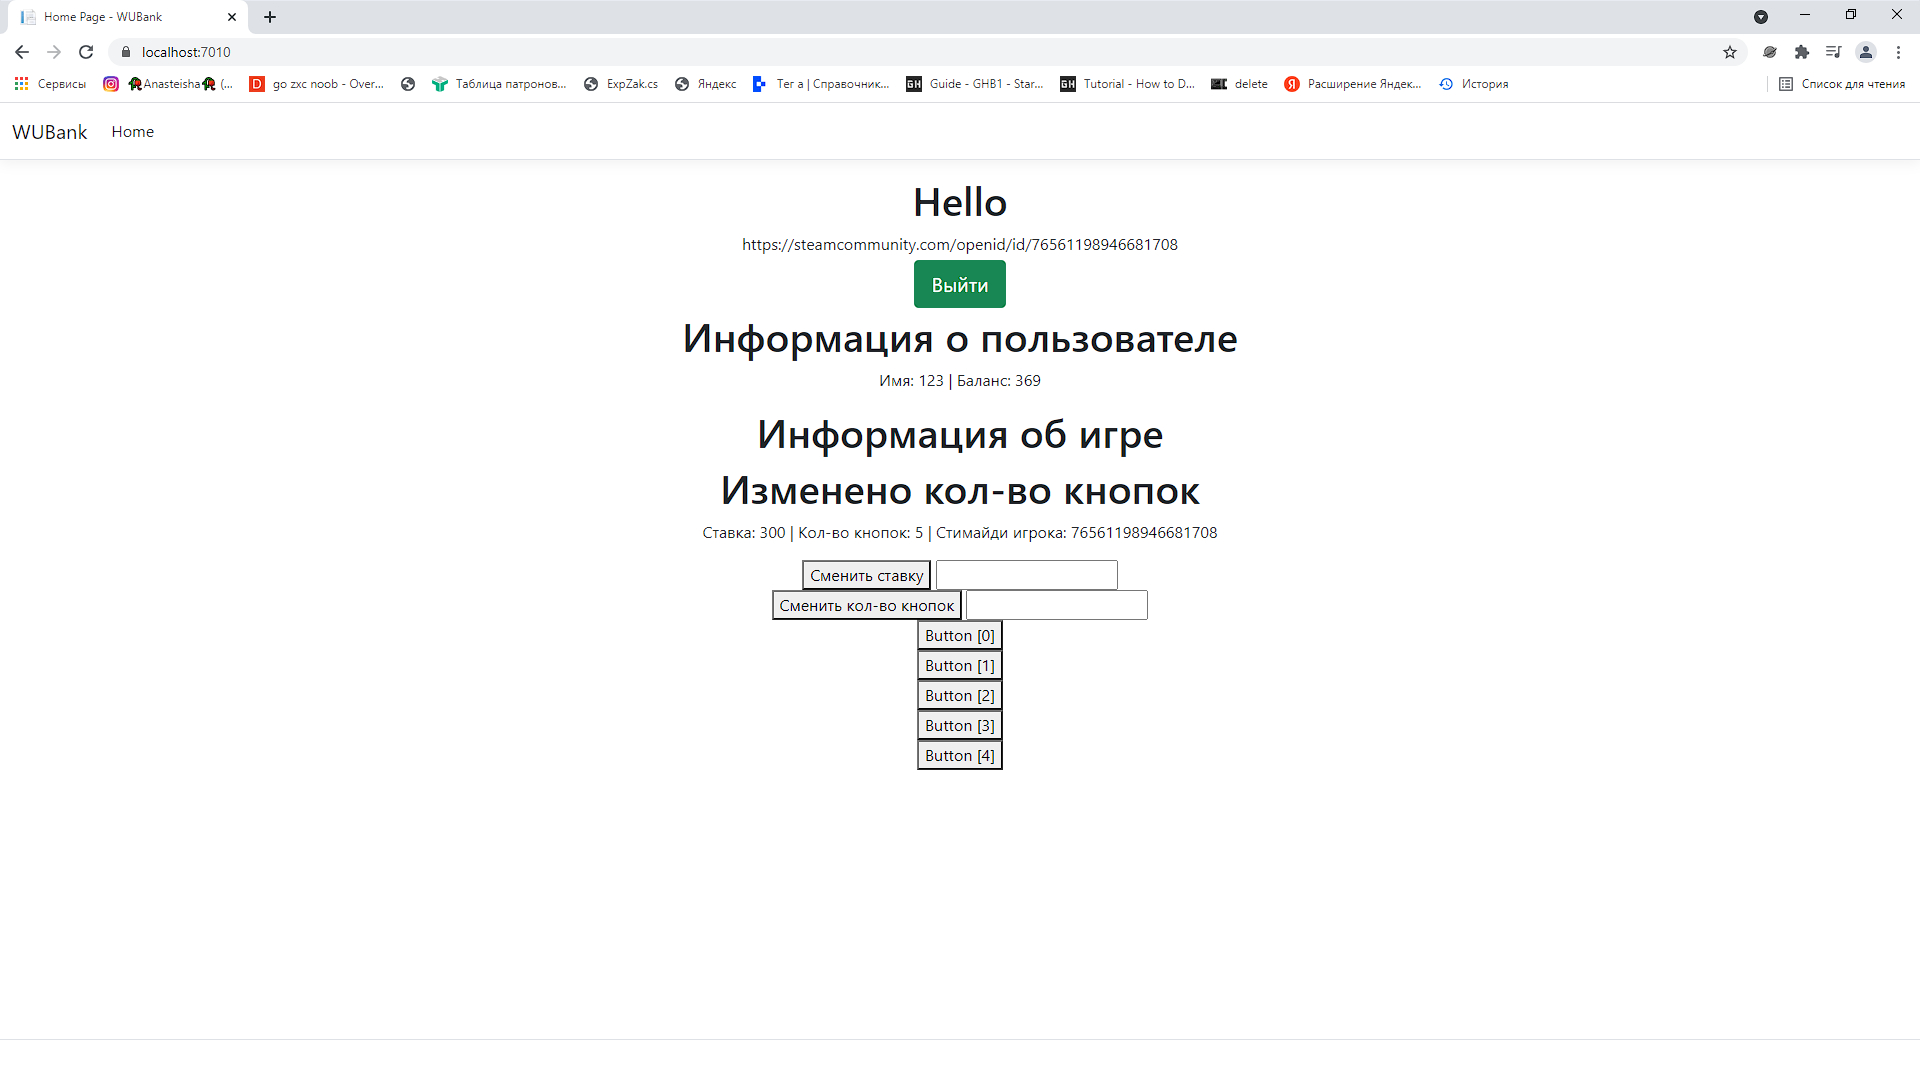 Home Page - WUBank
localhost:7010
Сервисы
Anasteisha (...
go zxc noob - Over...
Таблица патронов...
ExpZak.cs
Яндекс
Тег a | Справочник...
Guide - GHB1 - Star...
Tutorial - How to D...
delete
Расширение Яндек...
История
Список для чтения
WUBank Home
Hello
https://steamcommunity.com/openid/id/76561198946681708
Выйти
Информация о пользователе
Имя: 123 | Баланс: 369
Информация об игре
Изменено кол-во кнопок
Ставка: 300 | Кол-во кнопок: 5 | Стимайди игрока: 76561198946681708
Сменить ставку
Сменить кол-во кнопок
Button [0]
Button [1]
Button [2]
Button [3]
Button [4]